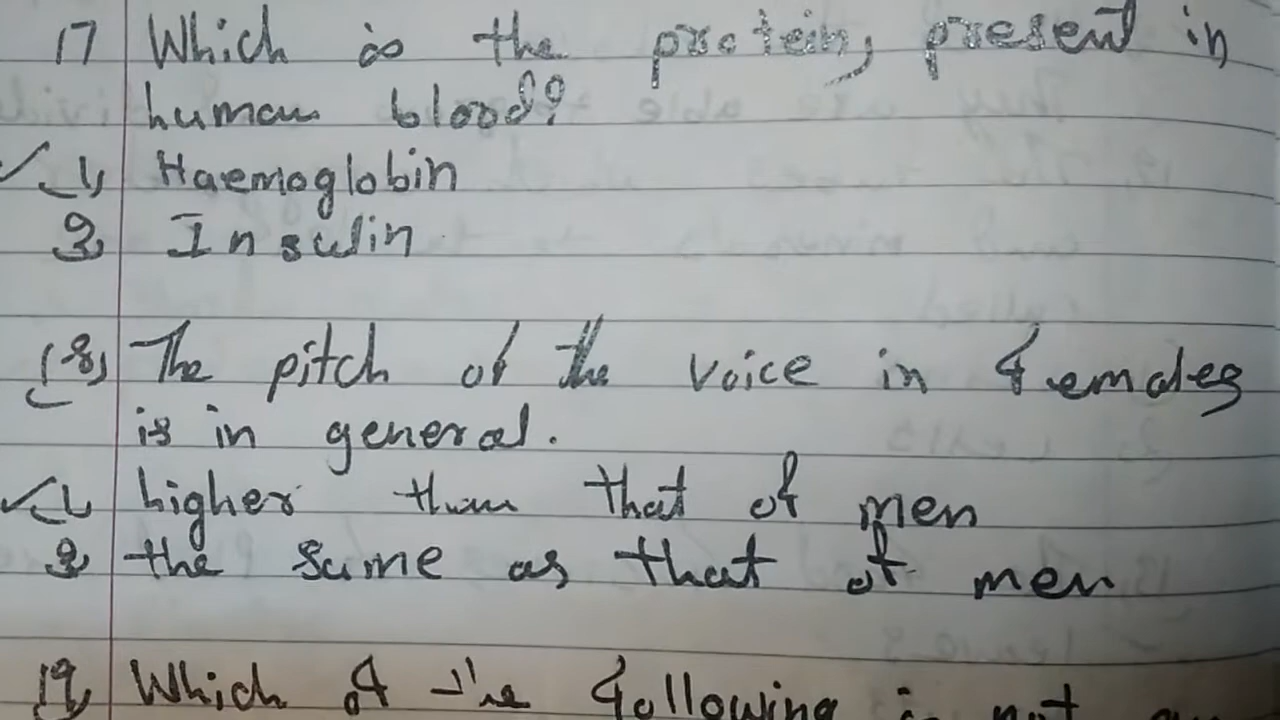 17 Which is the protein, present in
human blood?
1, Haemoglobin
2, Insulin
18, The pitch of the voice in females
is in general.
1, higher than that of men
2, the same as that of men
19, Which of the following is not